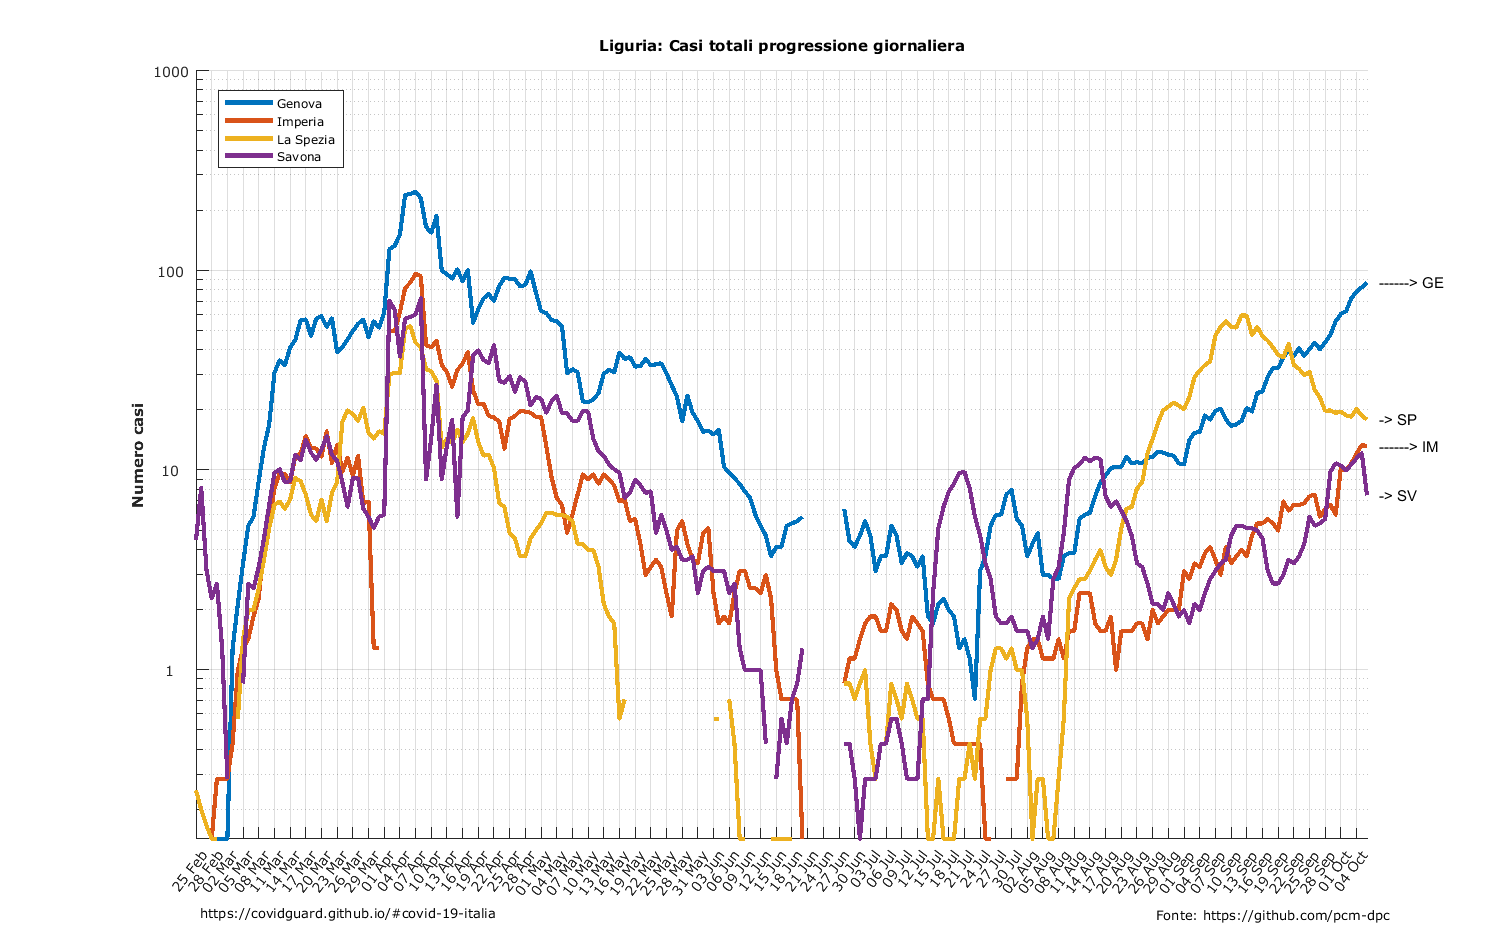 Liguria: Casi totali progressione giornaliera
1000
100
10
1
Numero casi
Genova
Imperia
La Spezia
Savona
------> GE
-> SP
------> IM
-> SV
25 Feb
28 Feb
02 Mar
05 Mar
08 Mar
11 Mar
14 Mar
17 Mar
20 Mar
23 Mar
26 Mar
29 Mar
01 Apr
04 Apr
07 Apr
10 Apr
13 Apr
16 Apr
19 Apr
22 Apr
25 Apr
28 Apr
01 May
04 May
07 May
10 May
13 May
16 May
19 May
22 May
25 May
28 May
31 May
03 Jun
06 Jun
09 Jun
12 Jun
15 Jun
18 Jun
21 Jun
24 Jun
27 Jun
30 Jun
03 Jul
06 Jul
09 Jul
12 Jul
15 Jul
18 Jul
21 Jul
24 Jul
27 Jul
30 Jul
02 Aug
05 Aug
08 Aug
11 Aug
14 Aug
17 Aug
20 Aug
23 Aug
26 Aug
29 Aug
01 Sep
04 Sep
07 Sep
10 Sep
13 Sep
16 Sep
19 Sep
22 Sep
25 Sep
28 Sep
01 Oct
04 Oct
https://covidguard.github.io/#covid-19-italia
Fonte: https://github.com/pcm-dpc